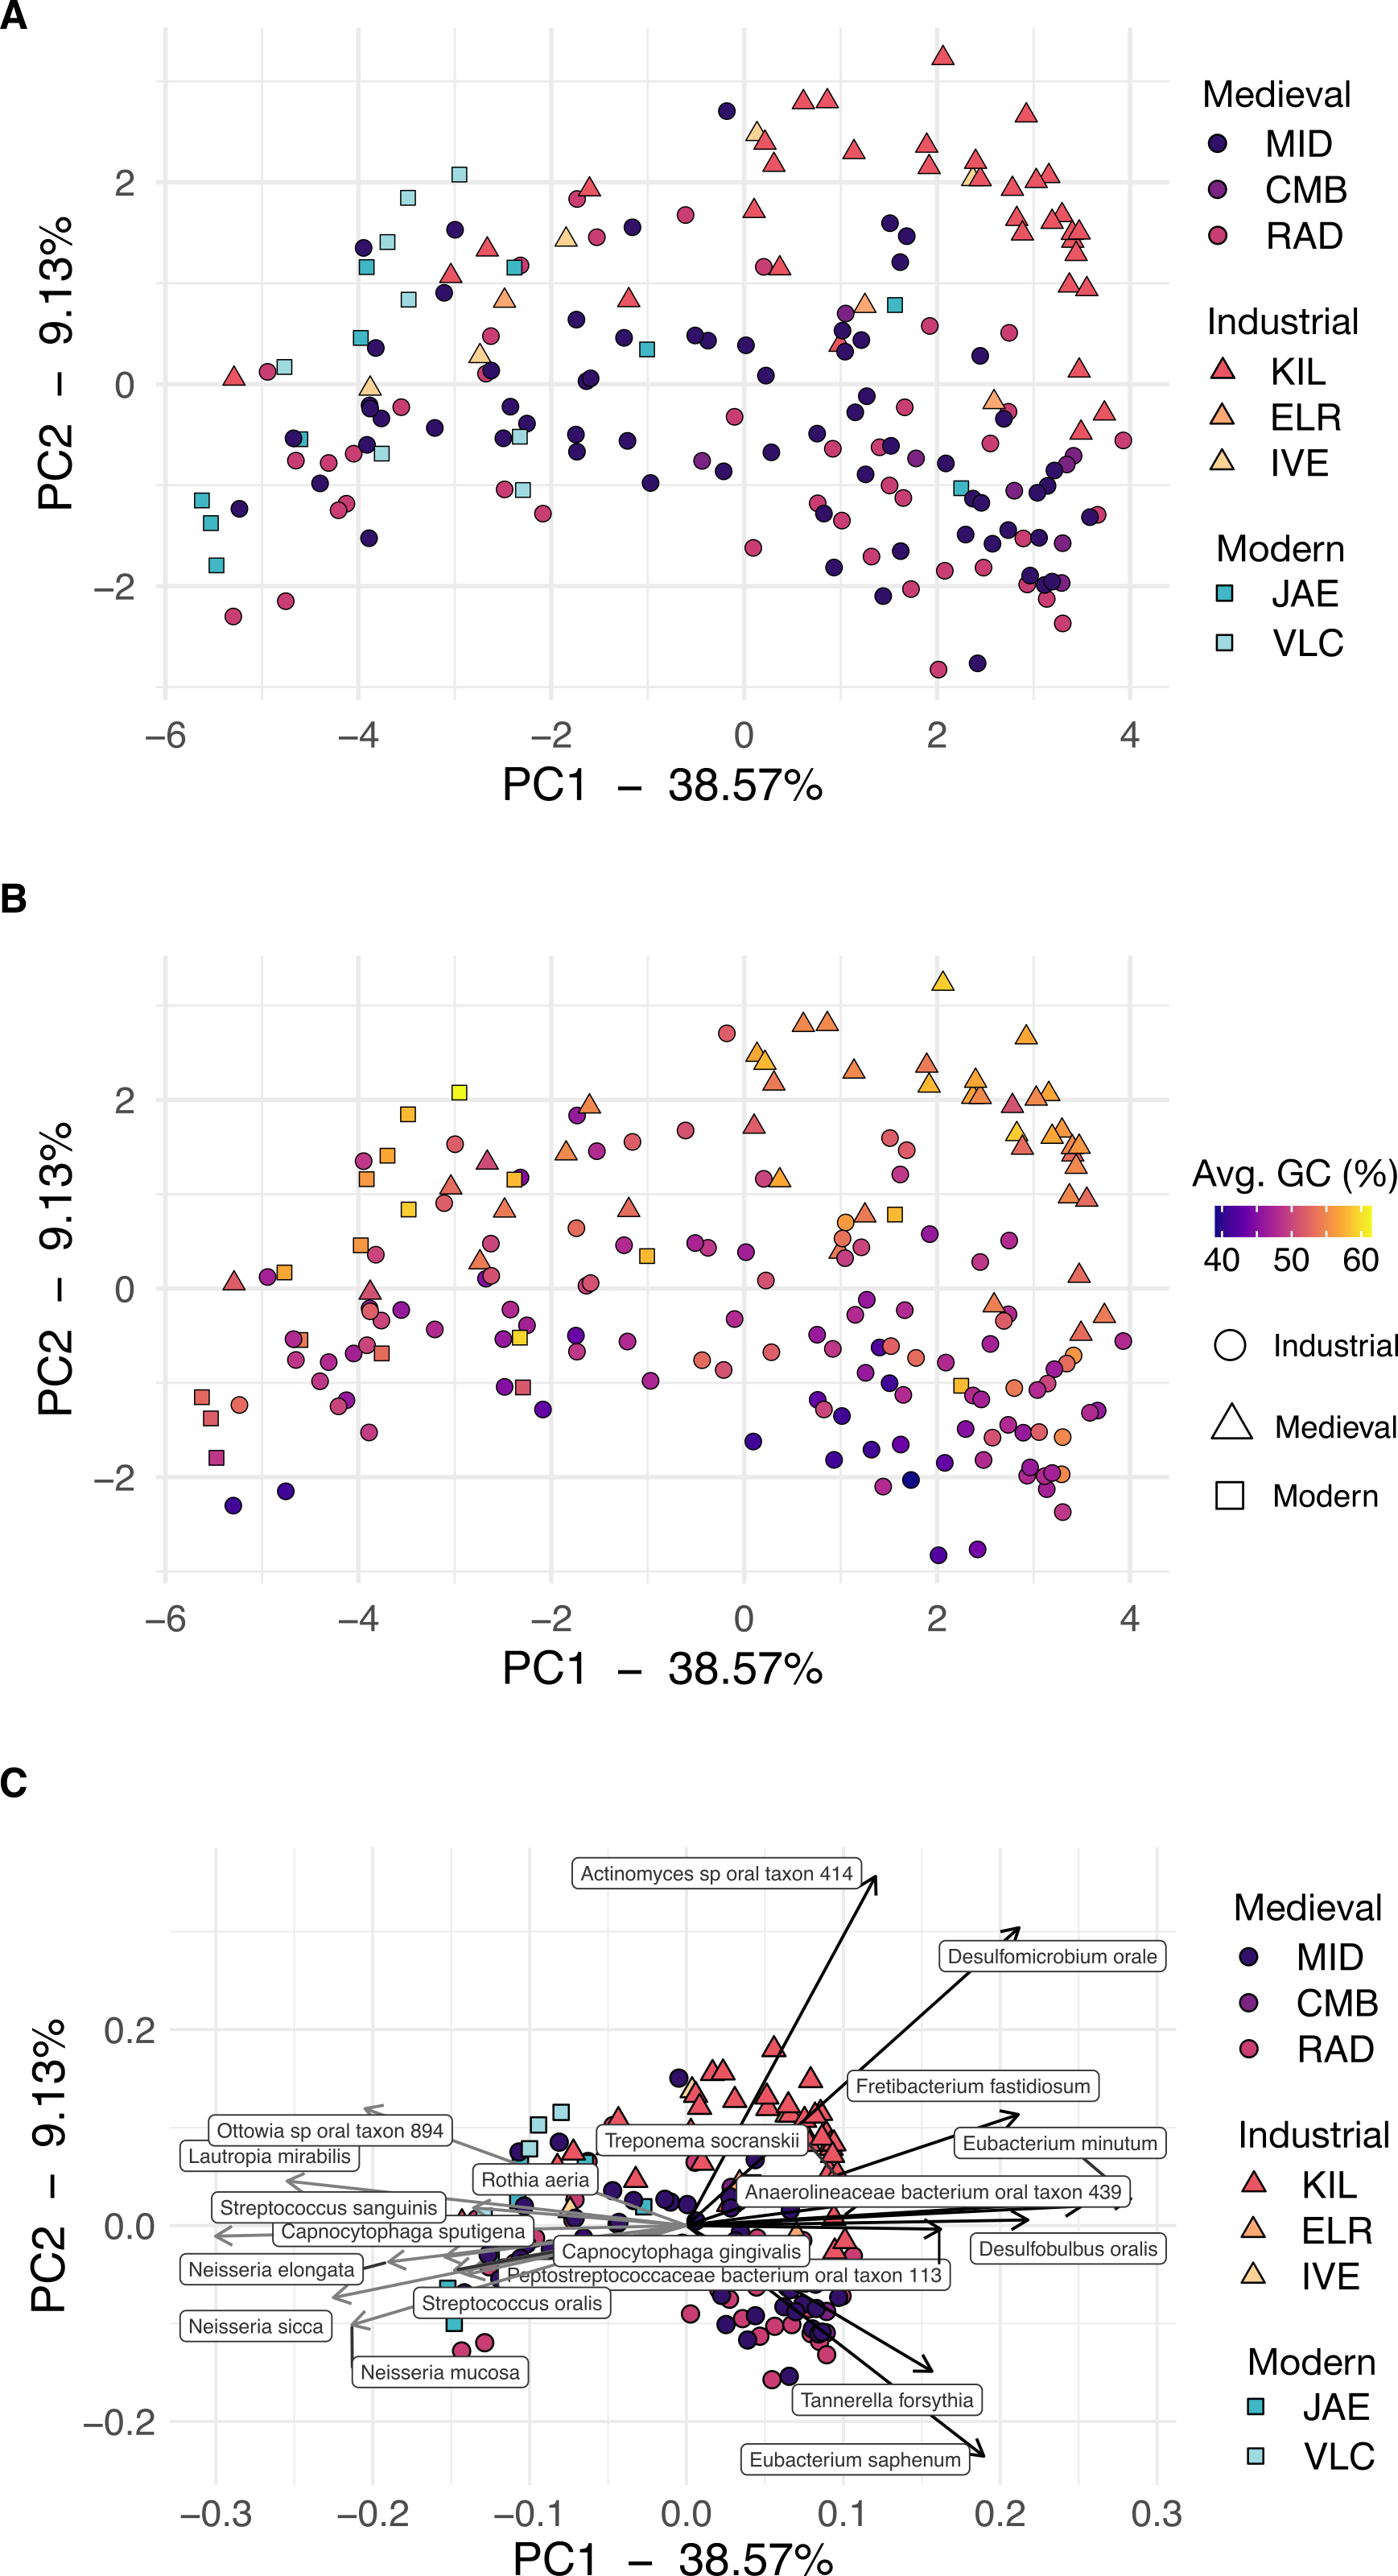 A
Medieval
MID
CMB
RAD
Industrial
KIL
ELR
IVE
Modern
JAE
VLC
PC2 – 9.13%
2
0
−2
−6
−4
−2
0
2
4
PC1 – 38.57%
B
PC2 – 9.13%
2
0
−2
−6
−4
−2
0
2
4
PC1 – 38.57%
Avg. GC (%)
40 50 60
Industrial
Medieval
Modern
C
PC2 – 9.13%
0.2
0.0
−0.2
Actinomyces sp oral taxon 414
Desulfomicrobium orale
Fretibacterium fastidiosum
Ottowia sp oral taxon 894
Treponema socranskii
Eubacterium minutum
Lautropia mirabilis
Rothia aeria
Anaerolineaceae bacterium oral taxon 439
Streptococcus sanguinis
Capnocytophaga sputigena
Desulfobulbus oralis
Capnocytophaga gingivalis
Neisseria elongata
Peptostreptococcaceae bacterium oral taxon 113
Streptococcus oralis
Neisseria sicca
Neisseria mucosa
Tannerella forsythia
Eubacterium saphenum
−0.3
−0.2
−0.1
0.0
0.1
0.2
0.3
PC1 – 38.57%
Medieval
MID
CMB
RAD
Industrial
KIL
ELR
IVE
Modern
JAE
VLC